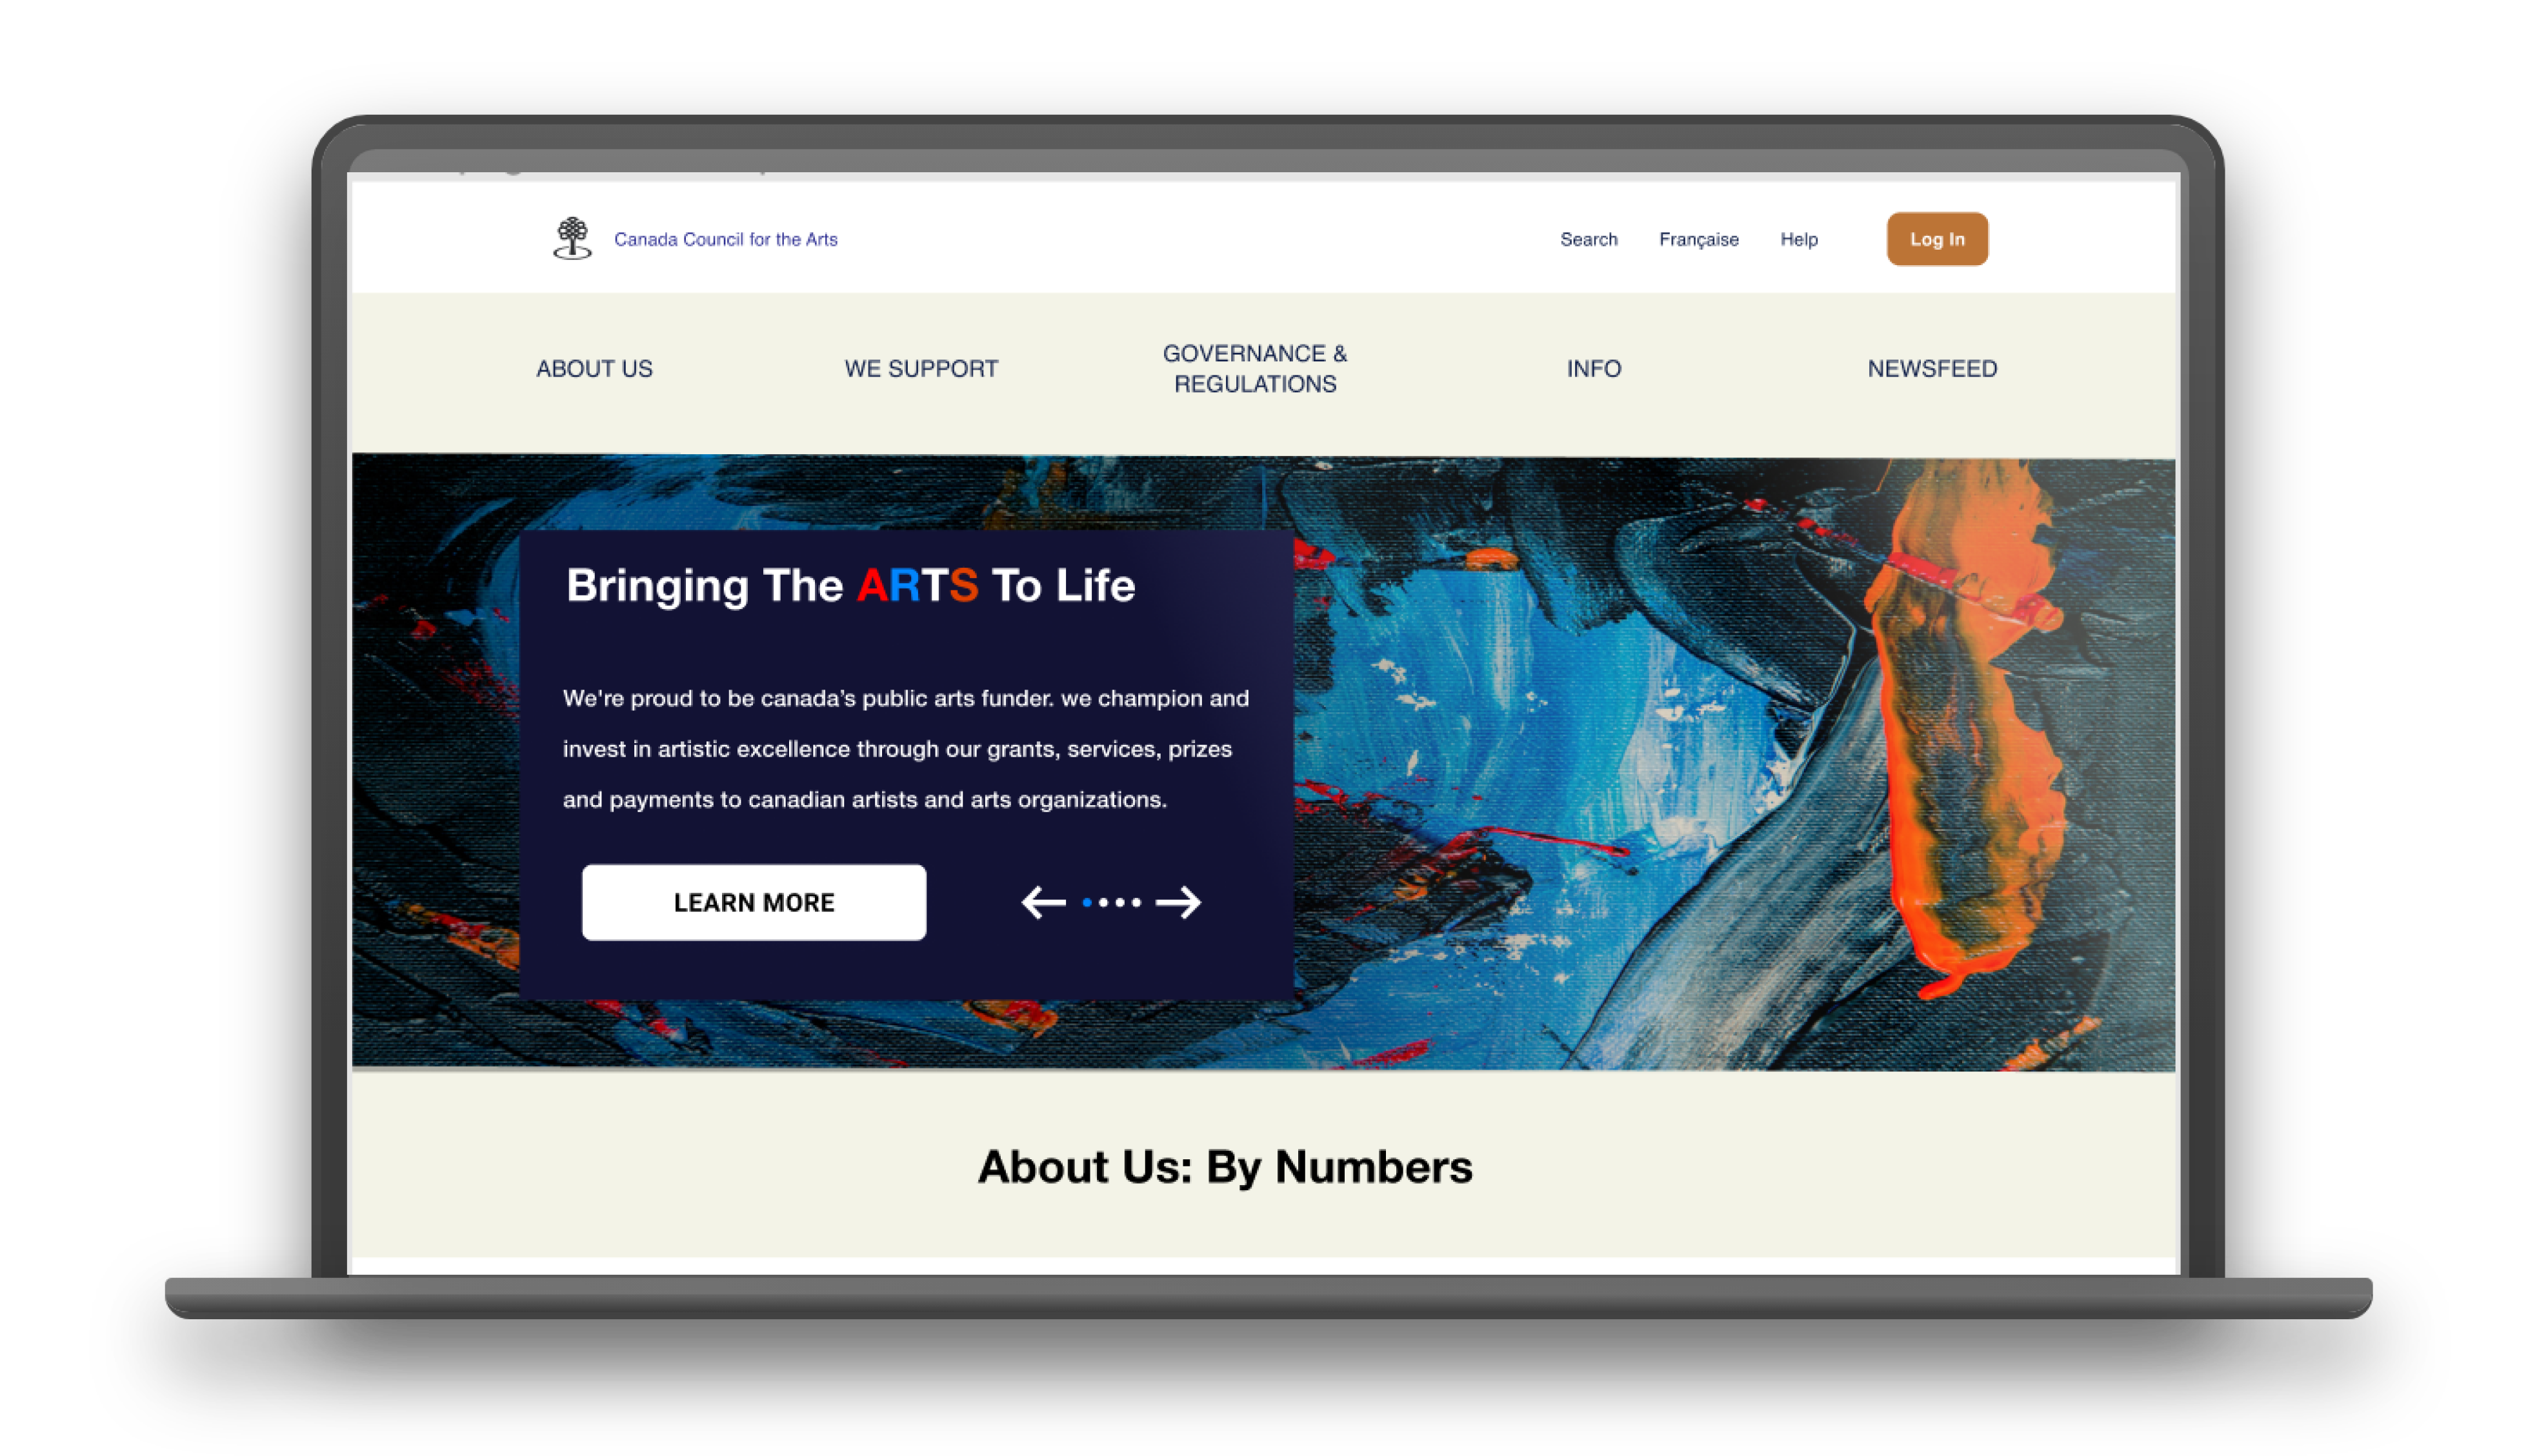 Canada Council for the Arts
Search Française Help Log In
ABOUT US WE SUPPORT GOVERNANCE & REGULATIONS INFO NEWSFEED
Bringing The ARTS To Life
We're proud to be canada’s public arts funder. we champion and
invest in artistic excellence through our grants, services, prizes
and payments to canadian artists and arts organizations.
LEARN MORE
About Us: By Numbers